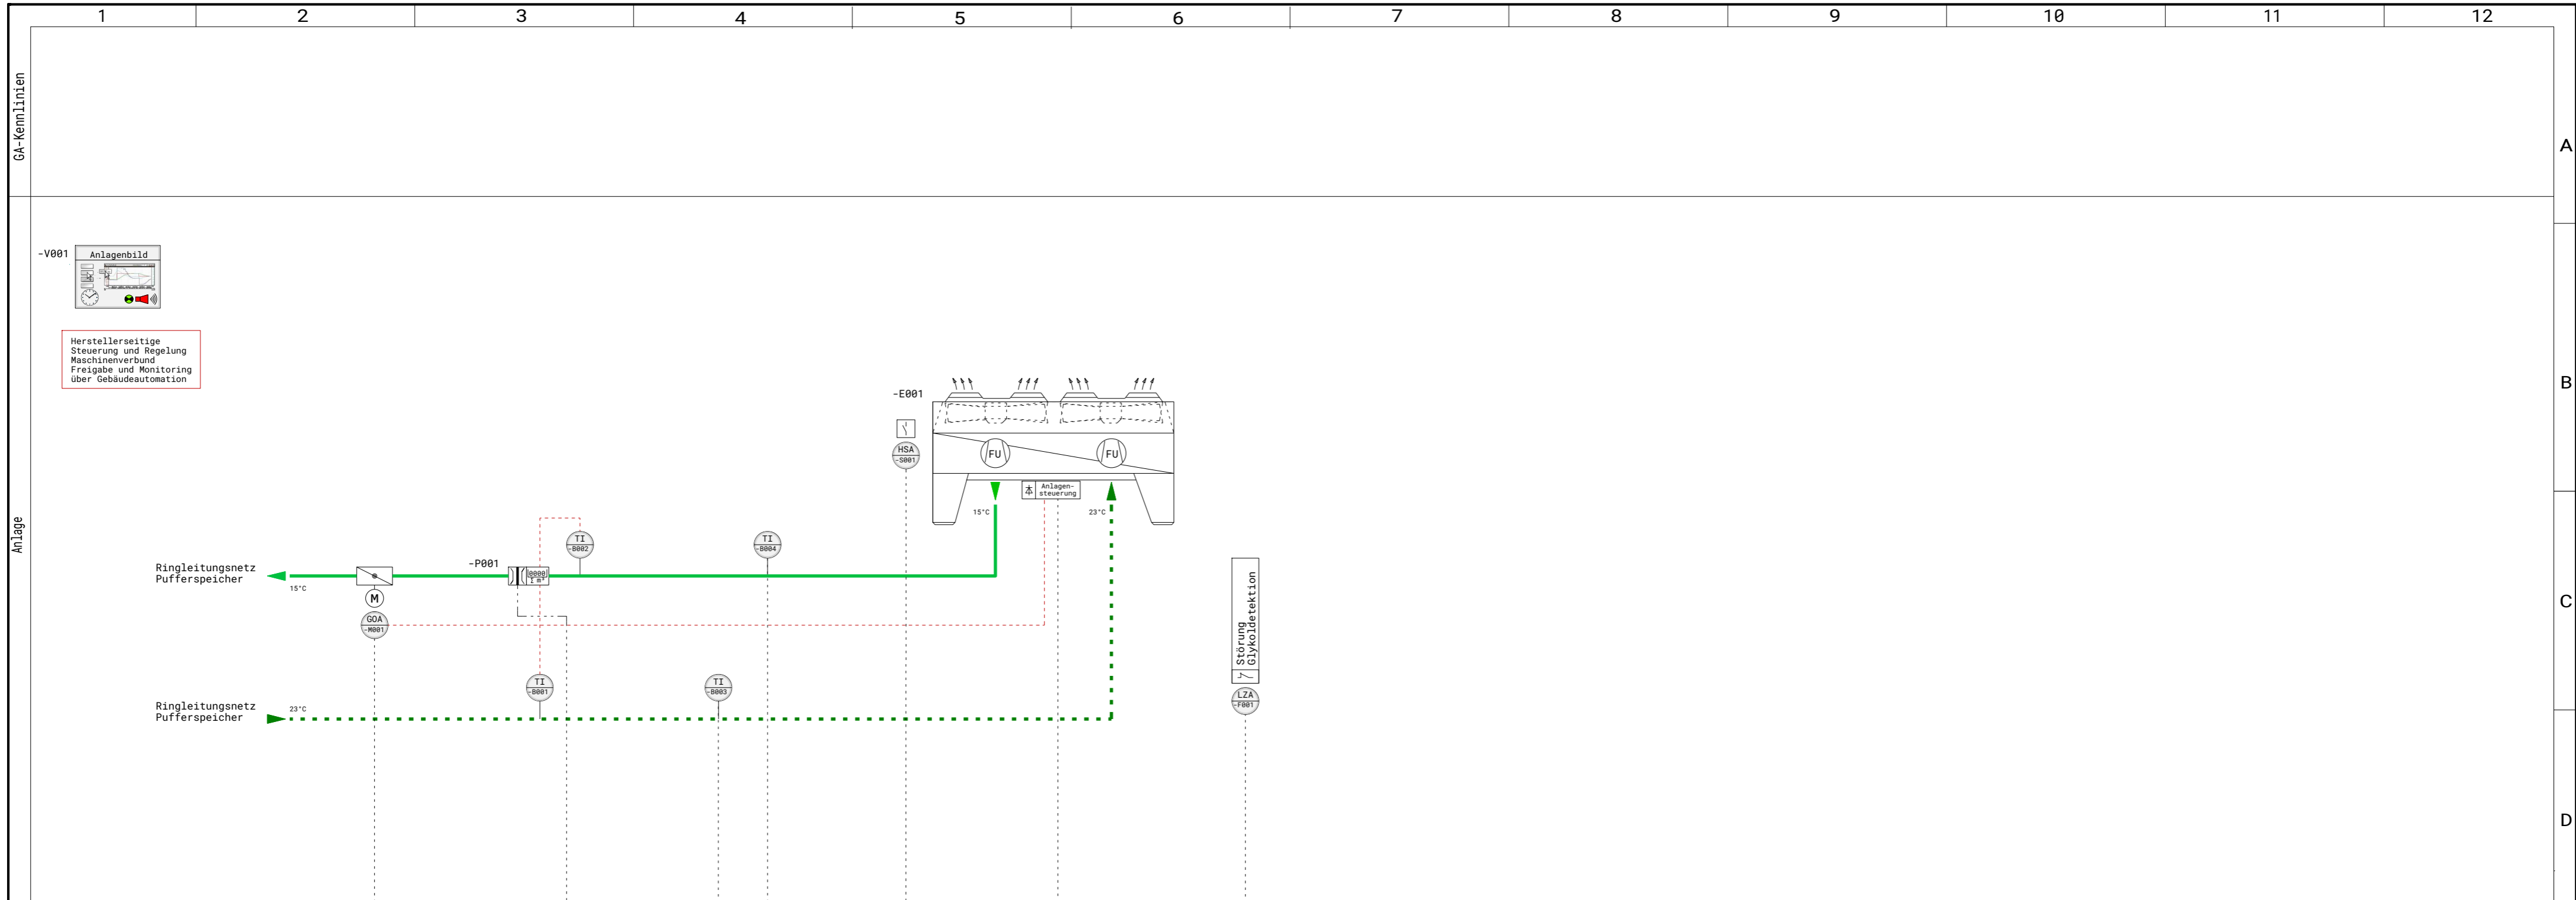 1 2 3 4 5 6 7 8 9 10 11 12
GA-Kennlinien
A
-V001
Anlagenbild
Herstellerseitige
Steuerung und Regelung
Maschinenverbund
Freigabe und Monitoring
über Gebäudeautomation
B
-E001
HSA
-S001
FU
FU
Anlagen-
steuerung
15°C
23°C
Anlage
TI
-B002
TI
-B004
-P001
0000
Ringleitungsnetz
Pufferspeicher
15°C
M
GOA
-M001
Störung
Glykoldetektion
C
TI
-B001
TI
-B003
LZA
-F001
Ringleitungsnetz
Pufferspeicher
23°C
D